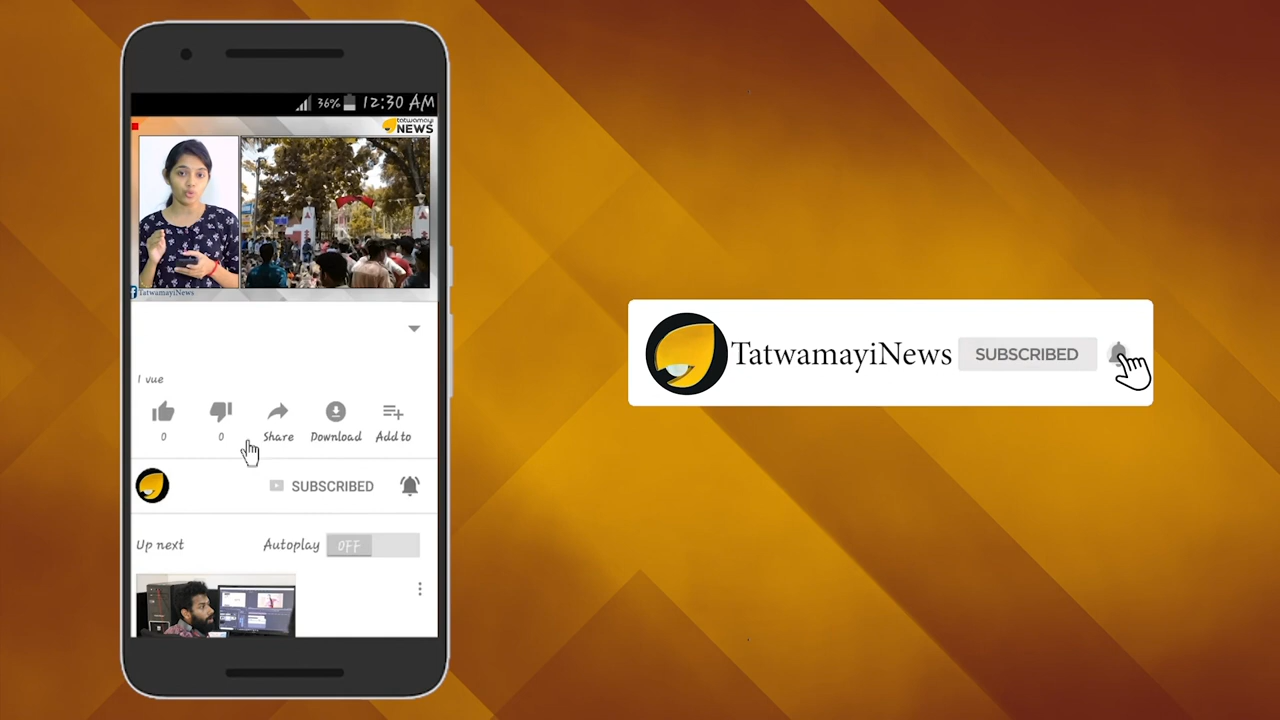 36% 12:30 AM
tatwamayi
NEWS
TatwamayiNews
1 vue
0 0 Share Download Add to
SUBSCRIBED
Up next Autoplay OFF
TatwamayiNews SUBSCRIBED